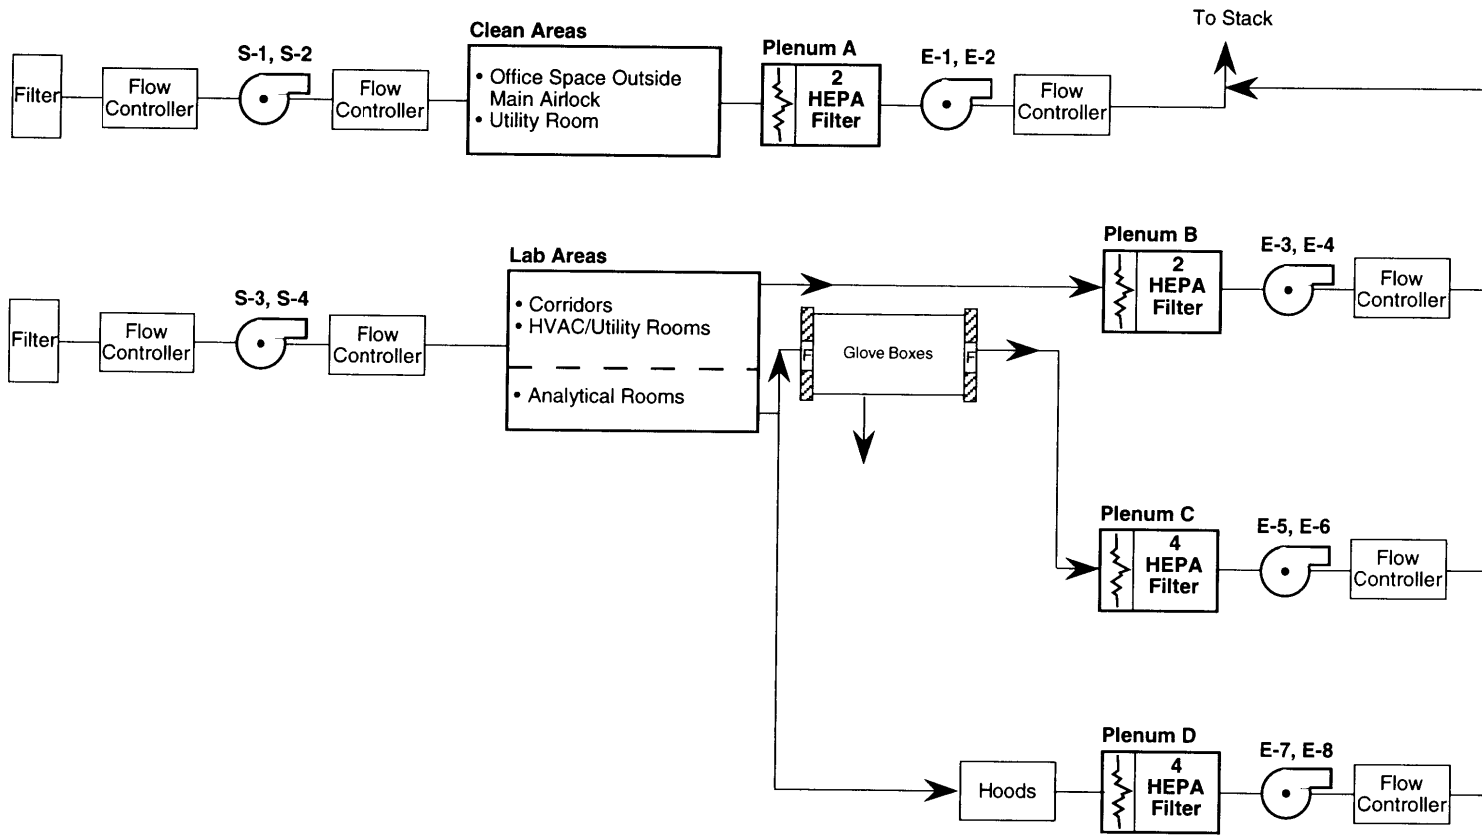 To Stack
Clean Areas
S-1, S-2
Plenum A
E-1, E-2
Filter
Flow
Controller
Flow
Controller
• Office Space Outside
Main Airlock
• Utility Room
2
HEPA
Filter
Flow
Controller
Plenum B
E-3, E-4
Lab Areas
S-3, S-4
Filter
Flow
Controller
Flow
Controller
• Corridors
• HVAC/Utility Rooms
• Analytical Rooms
F
Glove Boxes
F
2
HEPA
Filter
Flow
Controller
Plenum C
E-5, E-6
4
HEPA
Filter
Flow
Controller
Plenum D
E-7, E-8
Hoods
4
HEPA
Filter
Flow
Controller